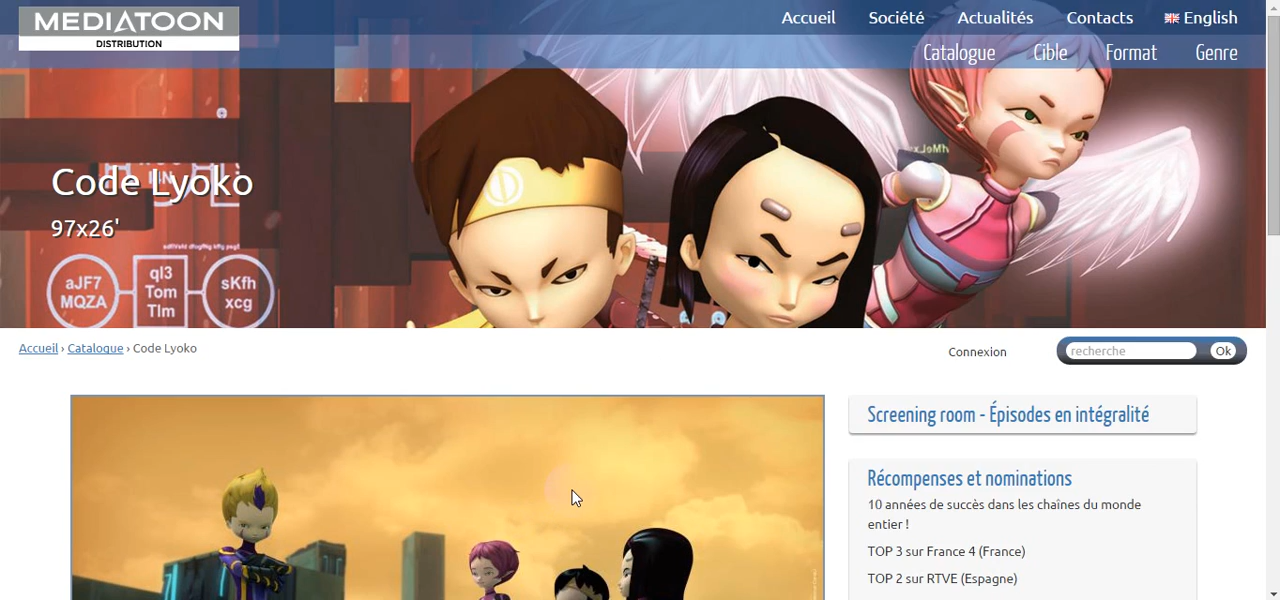 MEDIATOON
DISTRIBUTION
Accueil Société Actualités Contacts English
Catalogue Cible Format Genre
Code Lyoko
97x26'
aJF7
MQZA
ql3
Tom
Tlm
sKfh
xcg
Accueil › Catalogue › Code Lyoko
Connexion
recherche Ok
Screening room - Épisodes en intégralité
Récompenses et nominations
10 années de succès dans les chaînes du monde
entier !
TOP 3 sur France 4 (France)
TOP 2 sur RTVE (Espagne)